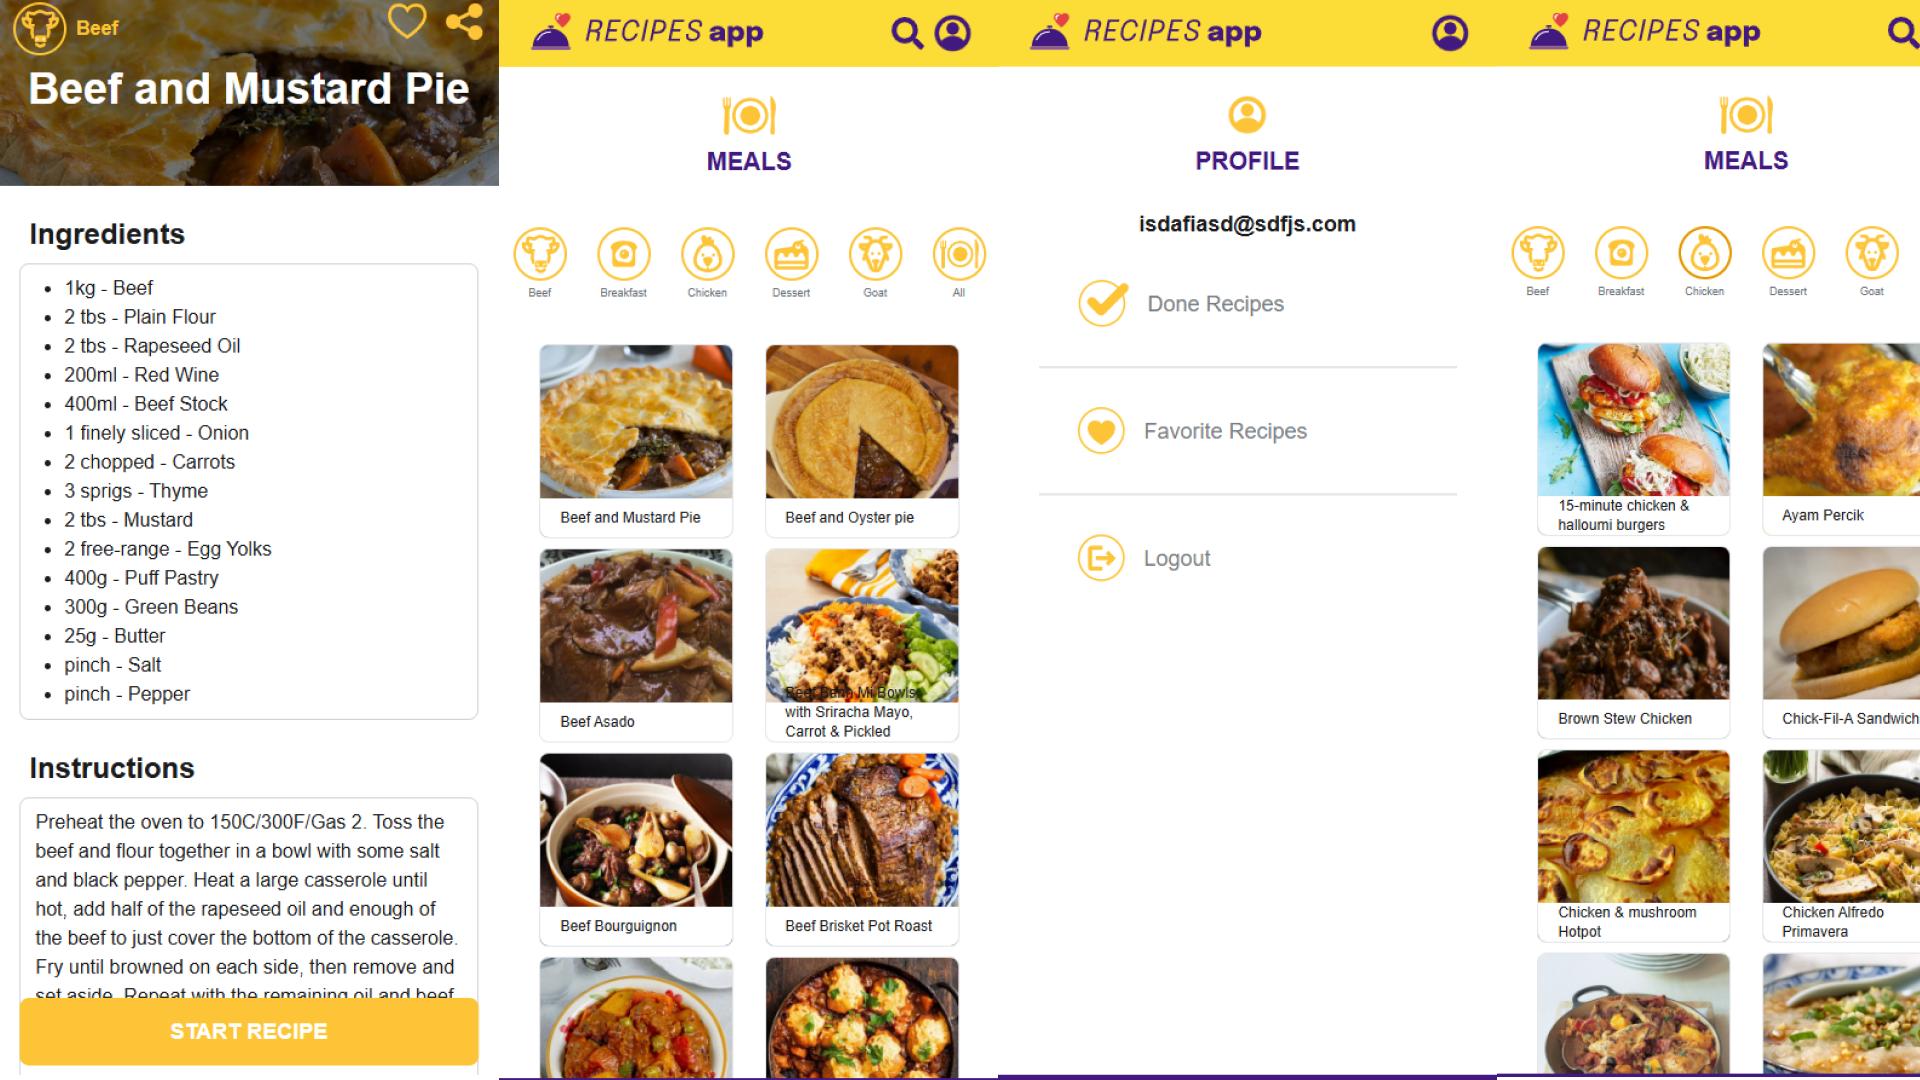 Beef
Beef and Mustard Pie
Ingredients
1kg - Beef
2 tbs - Plain Flour
2 tbs - Rapeseed Oil
200ml - Red Wine
400ml - Beef Stock
1 finely sliced - Onion
2 chopped - Carrots
3 sprigs - Thyme
2 tbs - Mustard
2 free-range - Egg Yolks
400g - Puff Pastry
300g - Green Beans
25g - Butter
pinch - Salt
pinch - Pepper
Instructions
Preheat the oven to 150C/300F/Gas 2. Toss the
beef and flour together in a bowl with some salt
and black pepper. Heat a large casserole until
hot, add half of the rapeseed oil and enough of
the beef to just cover the bottom of the casserole.
Fry until browned on each side, then remove and
set aside. Repeat with the remaining oil and beef.
START RECIPE
RECIPES app
MEALS
Beef
Breakfast
Chicken
Dessert
Goat
All
Beef and Mustard Pie
Beef and Oyster pie
Beef Asado
Beef Banh Mi Bowls
with Sriracha Mayo,
Carrot & Pickled
Beef Bourguignon
Beef Brisket Pot Roast
RECIPES app
PROFILE
isdafiasd@sdfjs.com
Done Recipes
Favorite Recipes
Logout
RECIPES app
MEALS
Beef
Breakfast
Chicken
Dessert
Goat
15-minute chicken &
halloumi burgers
Ayam Percik
Brown Stew Chicken
Chick-Fil-A Sandwich
Chicken & mushroom
Hotpot
Chicken Alfredo
Primavera